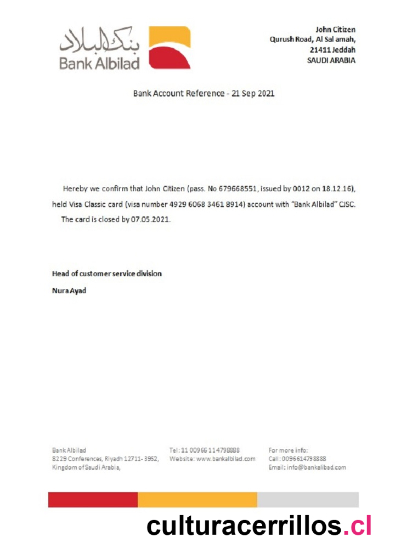 بنك البلاد
Bank Albilad
John Citizen
Qurush Road, Al Salamah,
21411 Jeddah
SAUDI ARABIA
Bank Account Reference - 21 Sep 2021
Hereby we confirm that John Citizen (pass. No 679668551, issued by 0012 on 18.12.16),
held Visa Classic card (visa number 4929 6068 3461 8914) account with "Bank Albilad" CJSC.
The card is closed by 07.05.2021.
Head of customer service division
Nura Ayad
Bank Albilad
8229 Conferences, Riyadh 12711- 3952,
Kingdom of Saudi Arabia,
Tel: 11 00966 114798888
Website: www.bankalbilad.com
For more info:
Call: 0096614798888
Email: info@bankalibad.com
culturacerrillos.cl